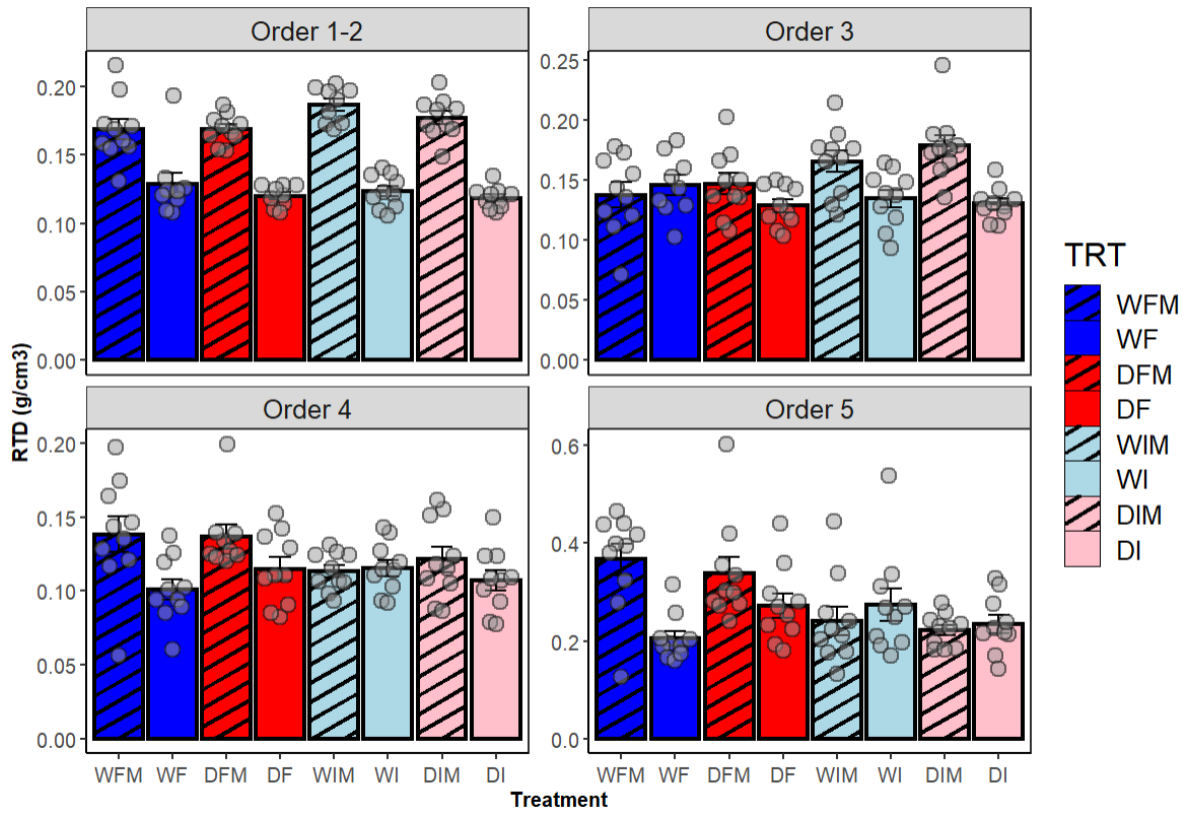 Order 1-2
Order 3
0.20
0.15
0.10
0.05
0.00
0.25
0.20
0.15
0.10
0.05
0.00
Order 4
Order 5
0.20
0.15
0.10
0.05
0.00
0.6
0.4
0.2
0.0
WFM WF DFM DF WIM WI DIM DI
WFM WF DFM DF WIM WI DIM DI
RTD (g/cm3)
Treatment
TRT
WFM
WF
DFM
DF
WIM
WI
DIM
DI